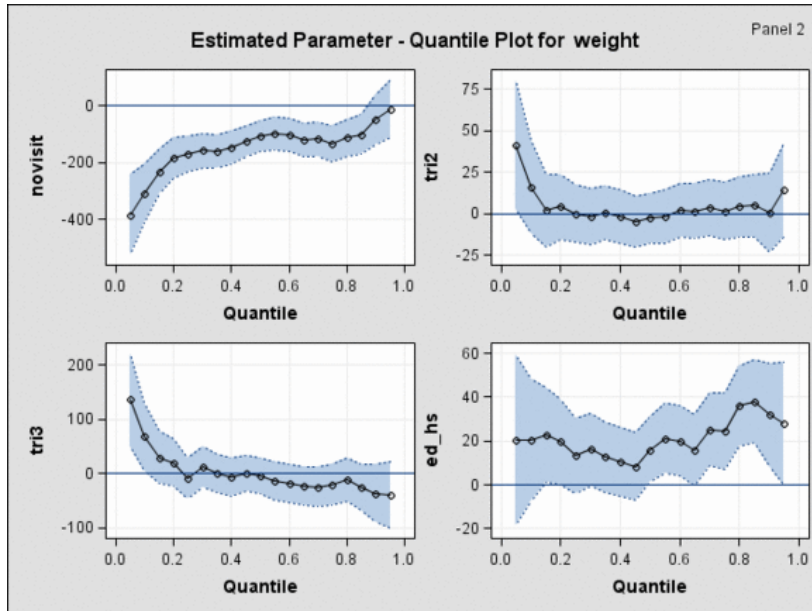 Panel 2
Estimated Parameter - Quantile Plot for weight
novisit
0
-200
-400
0.0 0.2 0.4 0.6 0.8 1.0
Quantile
tri2
75
50
25
0
-25
0.0 0.2 0.4 0.6 0.8 1.0
Quantile
tri3
200
100
0
-100
0.0 0.2 0.4 0.6 0.8 1.0
Quantile
ed_hs
60
40
20
0
-20
0.0 0.2 0.4 0.6 0.8 1.0
Quantile